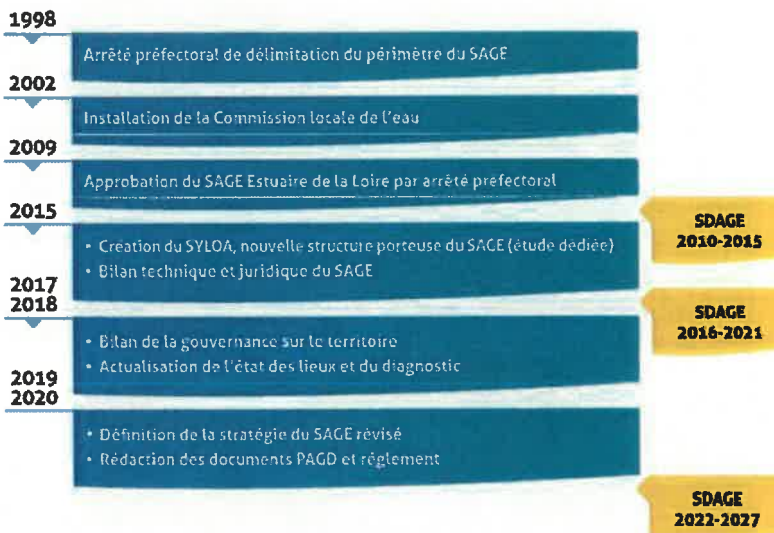 1998
Arrêté préfectoral de délimitation du périmètre du SAGE
2002
Installation de la Commission locale de l'eau
2009
Approbation du SAGE Estuaire de la Loire par arrêté prefectoral
2015
SDAGE
2010-2015
• Création du SYLOA, nouvelle structure porteuse du SAGE (étude dédiée)
• Bilan technique et juridique du SAGE
2017
2018
SDAGE
2016-2021
• Bilan de la gouvernance sur le territoire
• Actualisation de l'état des lieux et du diagnostic
2019
2020
• Définition de la stratégie du SAGE révisé
• Rédaction des documents PAGD et règlement
SDAGE
2022-2027